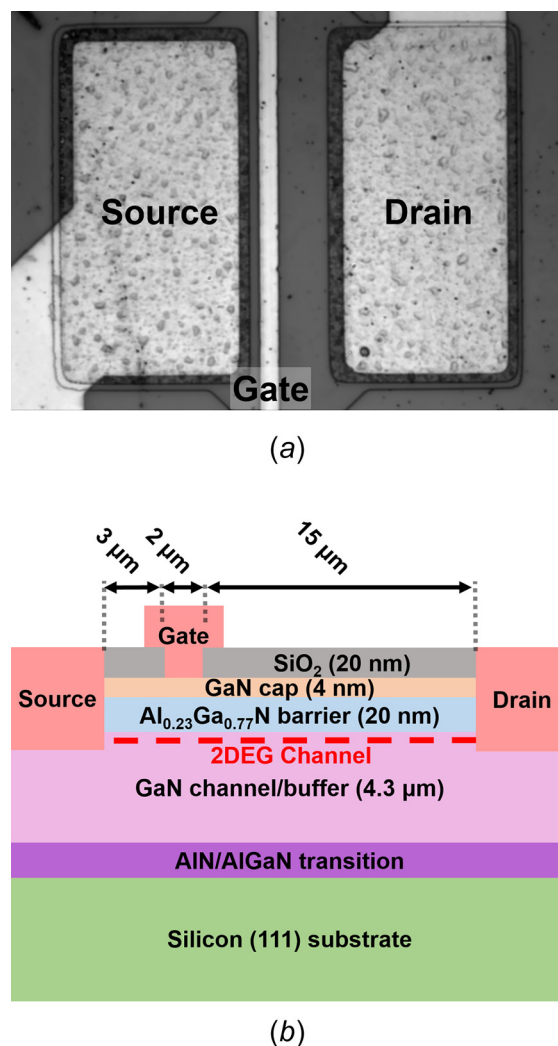 Source
Drain
Gate
(a)
3 µm
2 µm
15 µm
Gate
SiO₂ (20 nm)
Source
GaN cap (4 nm)
Drain
Al₀.₂₃Ga₀.₇₇N barrier (20 nm)
2DEG Channel
GaN channel/buffer (4.3 µm)
AlN/AlGaN transition
Silicon (111) substrate
(b)